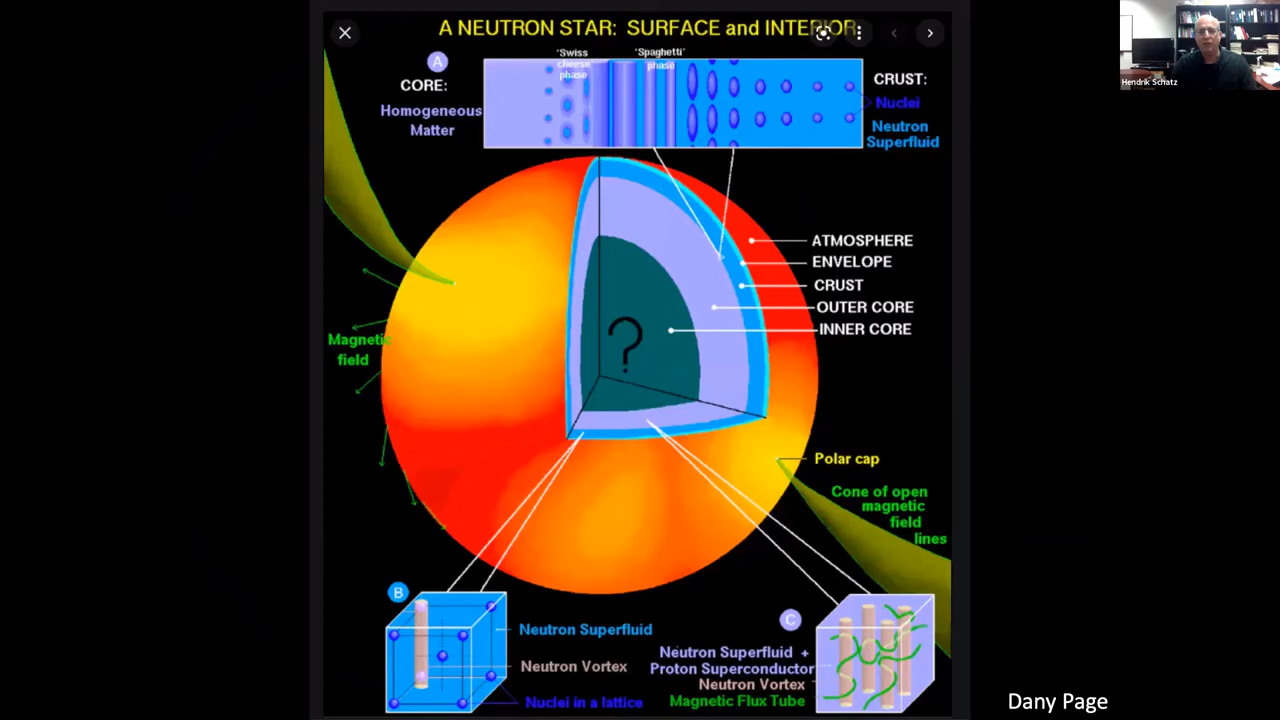 A NEUTRON STAR: SURFACE and INTERIOR
Hendrik Schatz
A
'Swiss
cheese
phase
'Spaghetti'
phase
CORE:
Homogeneous
Matter
CRUST:
Nuclei
Neutron
Superfluid
ATMOSPHERE
ENVELOPE
CRUST
OUTER CORE
INNER CORE
?
Magnetic
field
Polar cap
Cone of open
magnetic
field
lines
B
Neutron Superfluid
Neutron Vortex
Nuclei in a lattice
C
Neutron Superfluid +
Proton Superconductor
Neutron Vortex
Magnetic Flux Tube
Dany Page